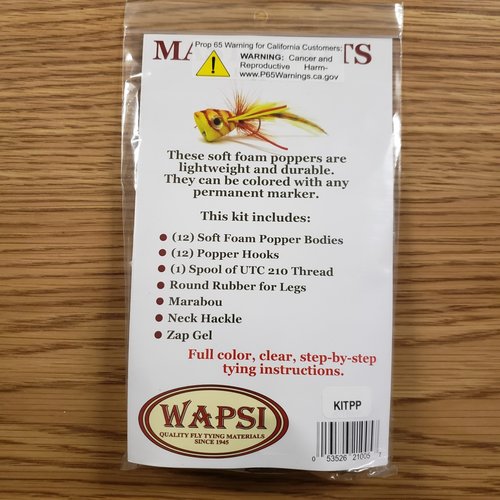 Prop 65 Warning for California Customers:
WARNING: Cancer and
Reproductive Harm-
www.P65Warnings.ca.gov
These soft foam poppers are
lightweight and durable.
They can be colored with any
permanent marker.
This kit includes:
(12) Soft Foam Popper Bodies
(12) Popper Hooks
(1) Spool of UTC 210 Thread
Round Rubber for Legs
Marabou
Neck Hackle
Zap Gel
Full color, clear, step-by-step
tying instructions.
WAPSI
QUALITY FLY TYING MATERIALS
SINCE 1945
KITPP
0 53526 21005 7